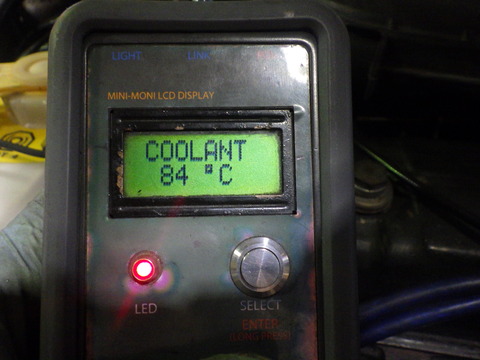 LIGHT LINK
MINI-MONI LCD DISPLAY
COOLANT
84 °C
LED
SELECT
ENTER
(LONG PRESS)